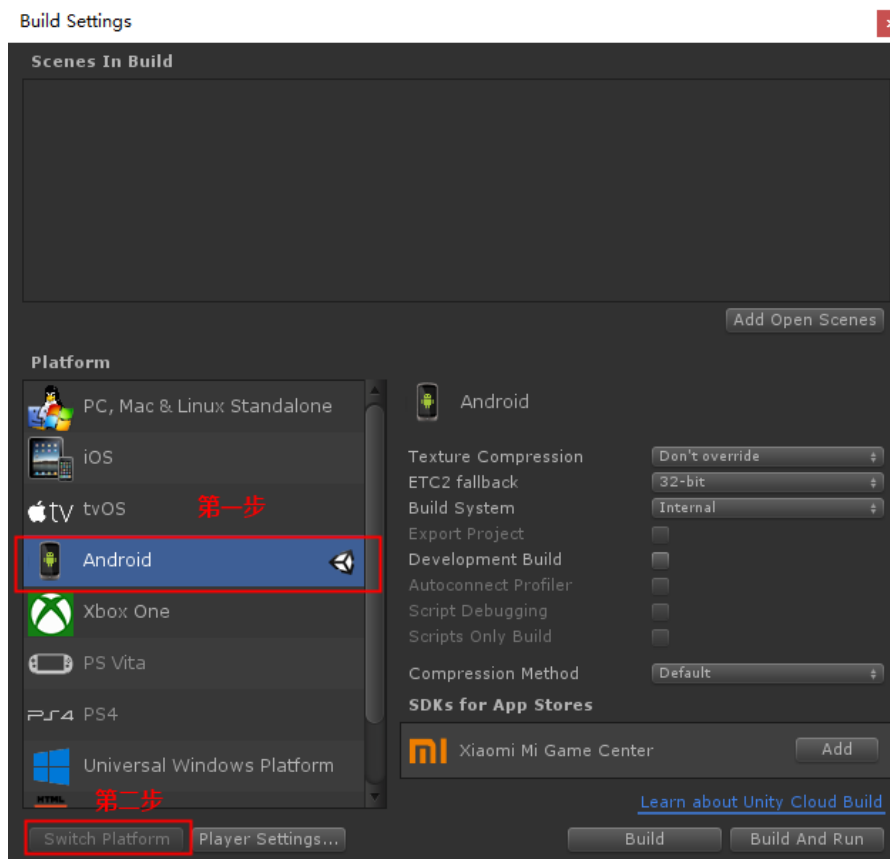 Build Settings
Scenes In Build
Add Open Scenes
Platform
PC, Mac & Linux Standalone
iOS
tv tvOS
第一步
Android
Xbox One
PS Vita
PS4 PS4
Universal Windows Platform
HTML
第二步
Switch Platform
Player Settings...
Android
Texture Compression
Don't override
ETC2 fallback
32-bit
Build System
Internal
Export Project
Development Build
Autoconnect Profiler
Script Debugging
Scripts Only Build
Compression Method
Default
SDKs for App Stores
Xiaomi Mi Game Center
Add
Learn about Unity Cloud Build
Build
Build And Run